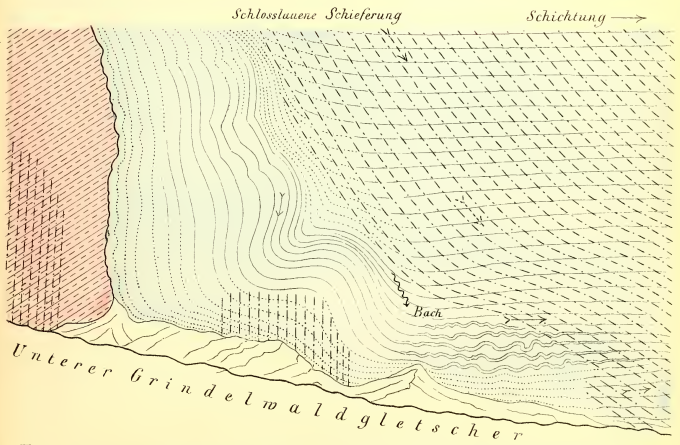 Schlosslauene Schieferung
Schichtung
Bach
Unterer Grindelwaldgletscher